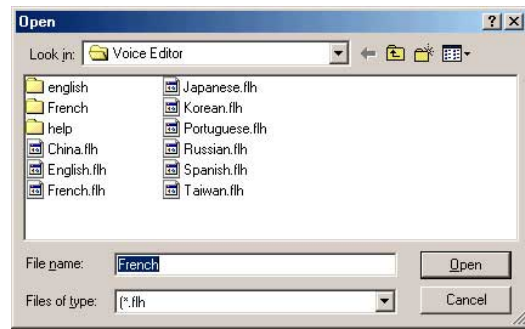 Open
Look in: Voice Editor
english
French
help
China.flh
English.flh
French.flh
Japanese.flh
Korean.flh
Portuguese.flh
Russian.flh
Spanish.flh
Taiwan.flh
File name: French Open
Files of type: (*.flh Cancel